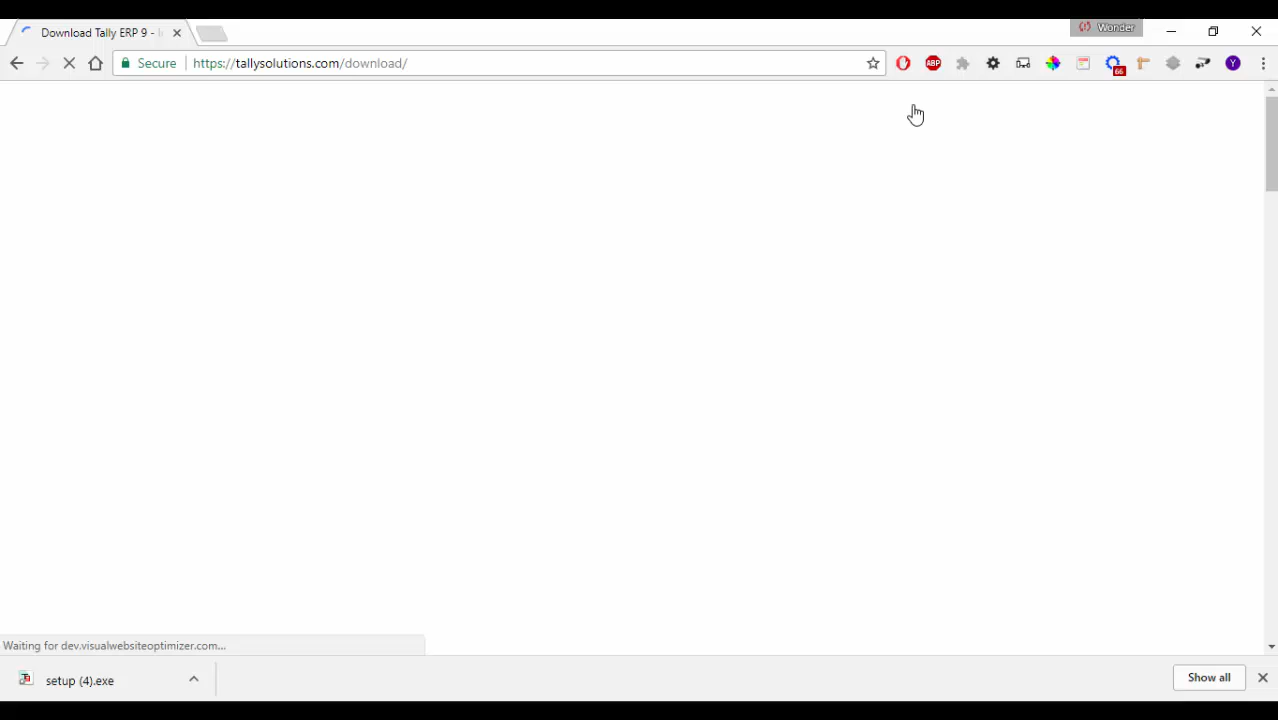 Download Tally ERP 9 - I
Wonder
Secure
https://tallysolutions.com/download/
ABP
66
Y
Waiting for dev.visualwebsiteoptimizer.com...
setup (4).exe
Show all